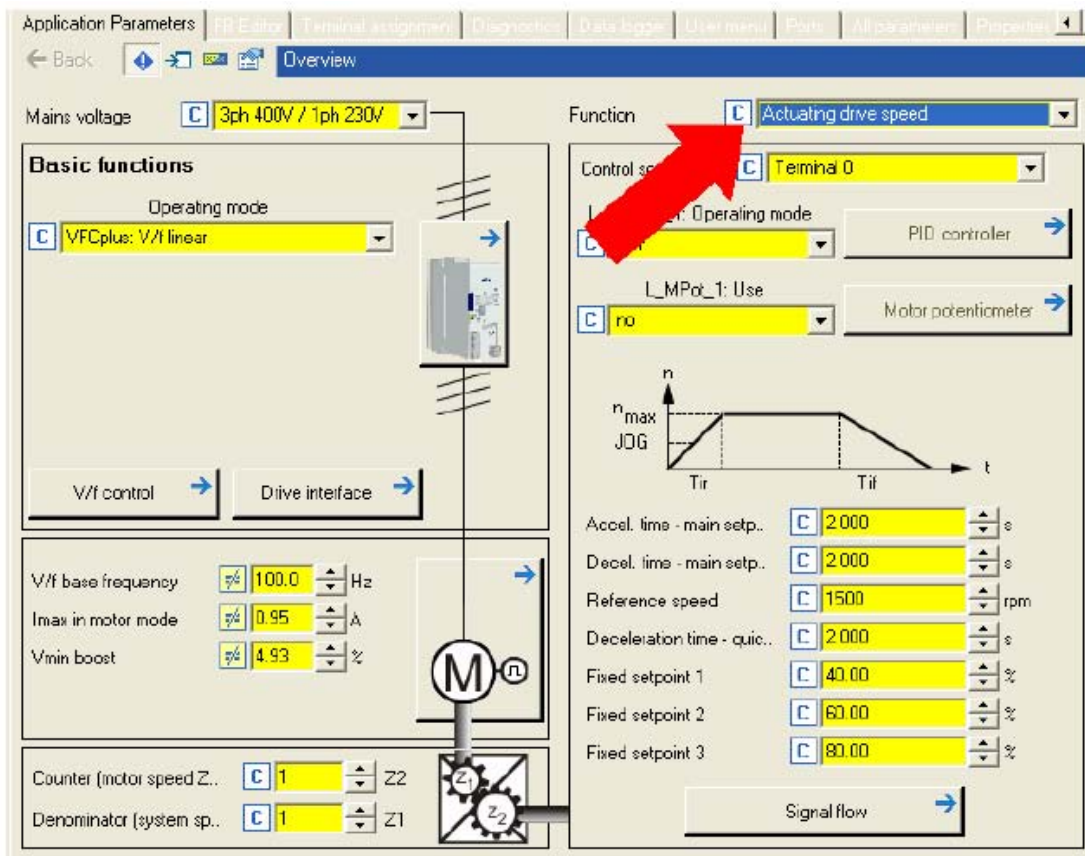 Application Parameters FB Editor Terminal assignment Diagnostics Data logger User menu Ports All parameters Properties
Back Overview
Mains voltage C 3ph 400V / 1ph 230V
Function C Actuating drive speed
Basic functions
Operating mode
C VFCplus: V/f linear
V/f control Drive interface
V/f base frequency 100.0 Hz
Imax in motor mode 0.95 A
Vmin boost 4.93 %
M
Counter (motor speed Z.. C 1 Z2
Denominator (system sp.. C 1 Z1
Z1
Z2
Control C Terminal 0
1: Operating mode
C
PID controller
L_MPot_1: Use
C no
Motor potentiometer
n
nmax
JOG
t
Tir Tif
Accel. time - main setp.. C 2.000 s
Decel. time - main setp.. C 2.000 s
Reference speed C 1500 rpm
Deceleration time - quic.. C 2.000 s
Fixed setpoint 1 C 40.00 %
Fixed setpoint 2 C 60.00 %
Fixed setpoint 3 C 80.00 %
Signal flow